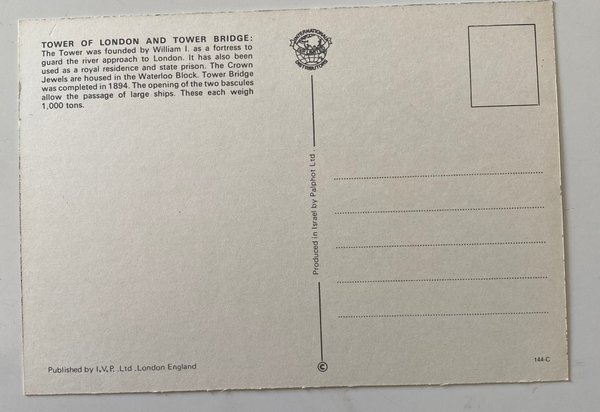 TOWER OF LONDON AND TOWER BRIDGE:
The Tower was founded by William I. as a fortress to
guard the river approach to London. It has also been
used as a royal residence and state prison. The Crown
Jewels are housed in the Waterloo Block. Tower Bridge
was completed in 1894. The opening of the two bascules
allow the passage of large ships. These each weigh
1,000 tons.
INTERNATIONAL
DISTRIBUTORS
Produced in Israel by Palphot Ltd.
©
Published by I,V,P. .Ltd .London England
144-C